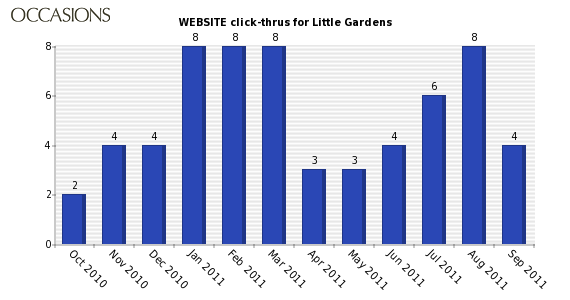 OCCASIONS
WEBSITE click-thrus for Little Gardens
8
6
4
2
0
2
4
4
8
8
8
3
3
4
6
8
4
Oct 2010
Nov 2010
Dec 2010
Jan 2011
Feb 2011
Mar 2011
Apr 2011
May 2011
Jun 2011
Jul 2011
Aug 2011
Sep 2011